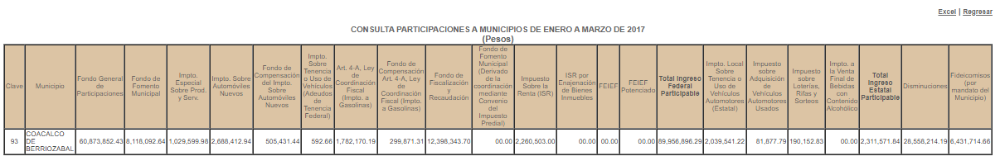 Excel | Regresar
CONSULTA PARTICIPACIONES A MUNICIPIOS DE ENERO A MARZO DE 2017
(Pesos)
Clave
Municipio
Fondo General
de
Participaciones
Fondo de
Fomento
Municipal
Impto.
Especial
Sobre Prod.
y Serv.
Impto. Sobre
Automóviles
Nuevos
Fondo de
Compensación
del Impto.
Sobre
Automóviles
Nuevos
Impto.
Sobre
Tenencia
o Uso de
Vehículos
(Adeudos
de
Tenencia
Federal)
Art. 4-A, Ley
de
Coordinación
Fiscal
(Impto. a
Gasolinas)
Fondo de
Compensación
Art. 4-A, Ley
de
Coordinación
Fiscal (Impto.
a Gasolinas)
Fondo de
Fiscalización
y
Recaudación
Fondo de
Fomento
Municipal
(Derivado
de la
coordinación
mediante
Convenio
del
Impuesto
Predial)
Impuesto
Sobre la
Renta (ISR)
ISR por
Enajenación
de Bienes
Inmuebles
FEIEF
FEIEF
Potenciado
Total Ingreso
Federal
Participable
Impto. Local
Sobre
Tenencia o
Uso de
Vehículos
Automotores
(Estatal)
Impuesto
sobre
Adquisición
de
Vehículos
Automotores
Usados
Impuesto
sobre
Loterías,
Rifas y
Sorteos
Impto. a
la Venta
Final de
Bebidas
con
Contenido
Alcohólico
Total
Ingreso
Estatal
Participable
Disminuciones
Fideicomisos
(por
mandato del
Municipio)
93
COACALCO
DE
BERRIOZABAL
60,873,852.43
8,118,092.64
1,029,599.98
2,688,412.94
505,431.44
592.66
1,782,170.19
299,871.31
12,398,343.70
00.00
2,260,503.00
00.00
00.00
00.00
89,956,896.29
2,039,541.22
81,877.79
190,152.83
00.00
2,311,571.84
28,558,214.19
6,431,714.66